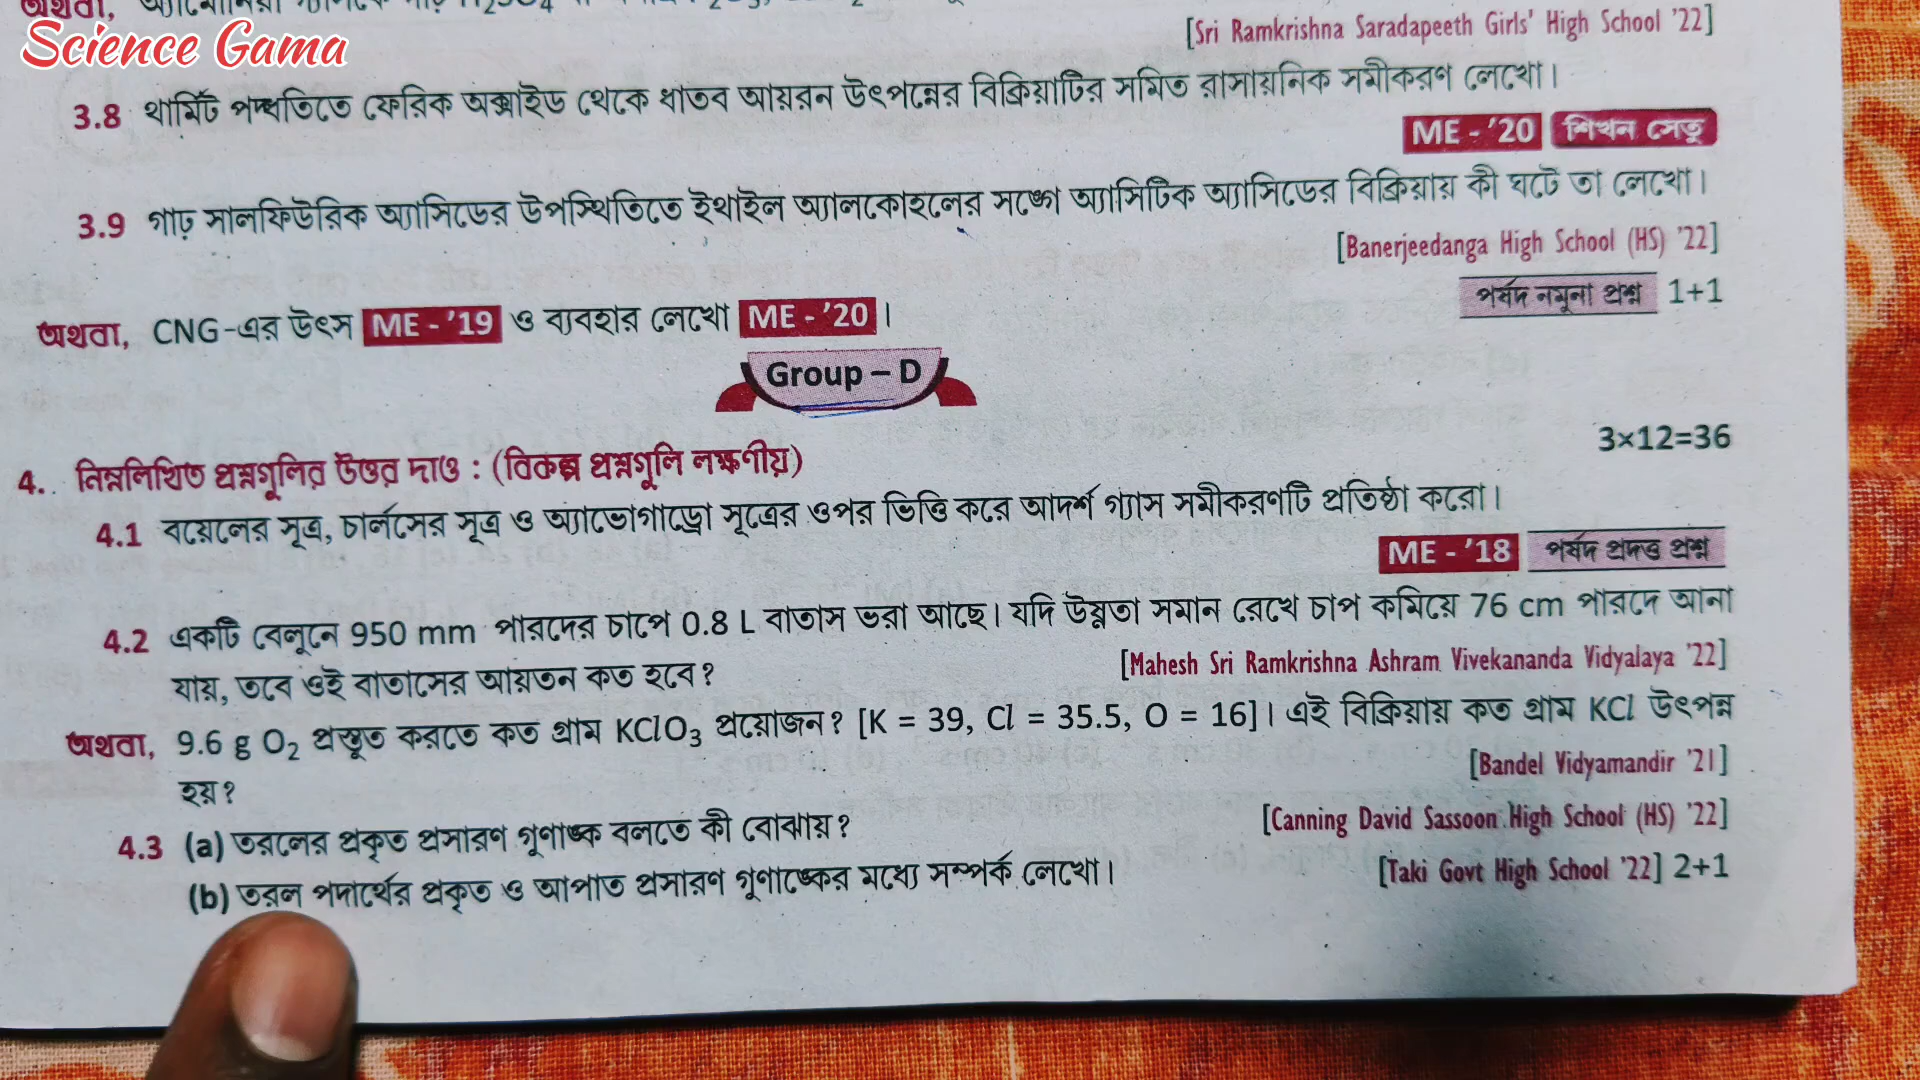 অথবা,
Science Gama
[Sri Ramkrishna Saradapeeth Girls' High School '22]
3.8 থার্মিট পদ্ধতিতে ফেরিক অক্সাইড থেকে ধাতব আয়রন উৎপন্নের বিক্রিয়াটির সমিত রাসায়নিক সমীকরণ লেখো।
ME - '20 শিখন সেতু
3.9 গাঢ় সালফিউরিক অ্যাসিডের উপস্থিতিতে ইথাইল অ্যালকোহলের সঙ্গে অ্যাসিটিক অ্যাসিডের বিক্রিয়ায় কী ঘটে তা লেখো।
[Banerjeedanga High School (HS) '22]
অথবা, CNG-এর উৎস ME - '19 ও ব্যবহার লেখো ME - '20 ।
পর্ষদ নমুনা প্রশ্ন 1+1
Group – D
4. নিম্নলিখিত প্রশ্নগুলির উত্তর দাও : (বিকল্প প্রশ্নগুলি লক্ষণীয়) 3×12=36
4.1 বয়েলের সূত্র, চার্লসের সূত্র ও অ্যাভোগাড্রো সূত্রের ওপর ভিত্তি করে আদর্শ গ্যাস সমীকরণটি প্রতিষ্ঠা করো।
ME - '18 পর্ষদ প্রদত্ত প্রশ্ন
4.2 একটি বেলুনে 950 mm পারদের চাপে 0.8 L বাতাস ভরা আছে। যদি উষ্ণতা সমান রেখে চাপ কমিয়ে 76 cm পারদে আনা
যায়, তবে ওই বাতাসের আয়তন কত হবে? [Mahesh Sri Ramkrishna Ashram Vivekananda Vidyalaya '22]
অথবা, 9.6 g O₂ প্রস্তুত করতে কত গ্রাম KClO₃ প্রয়োজন? [K = 39, Cl = 35.5, O = 16]। এই বিক্রিয়ায় কত গ্রাম KCl উৎপন্ন
হয়? [Bandel Vidyamandir '21]
4.3 (a) তরলের প্রকৃত প্রসারণ গুণাঙ্ক বলতে কী বোঝায়? [Canning David Sassoon High School (HS) '22]
(b) তরল পদার্থের প্রকৃত ও আপাত প্রসারণ গুণাঙ্কের মধ্যে সম্পর্ক লেখো। [Taki Govt High School '22] 2+1